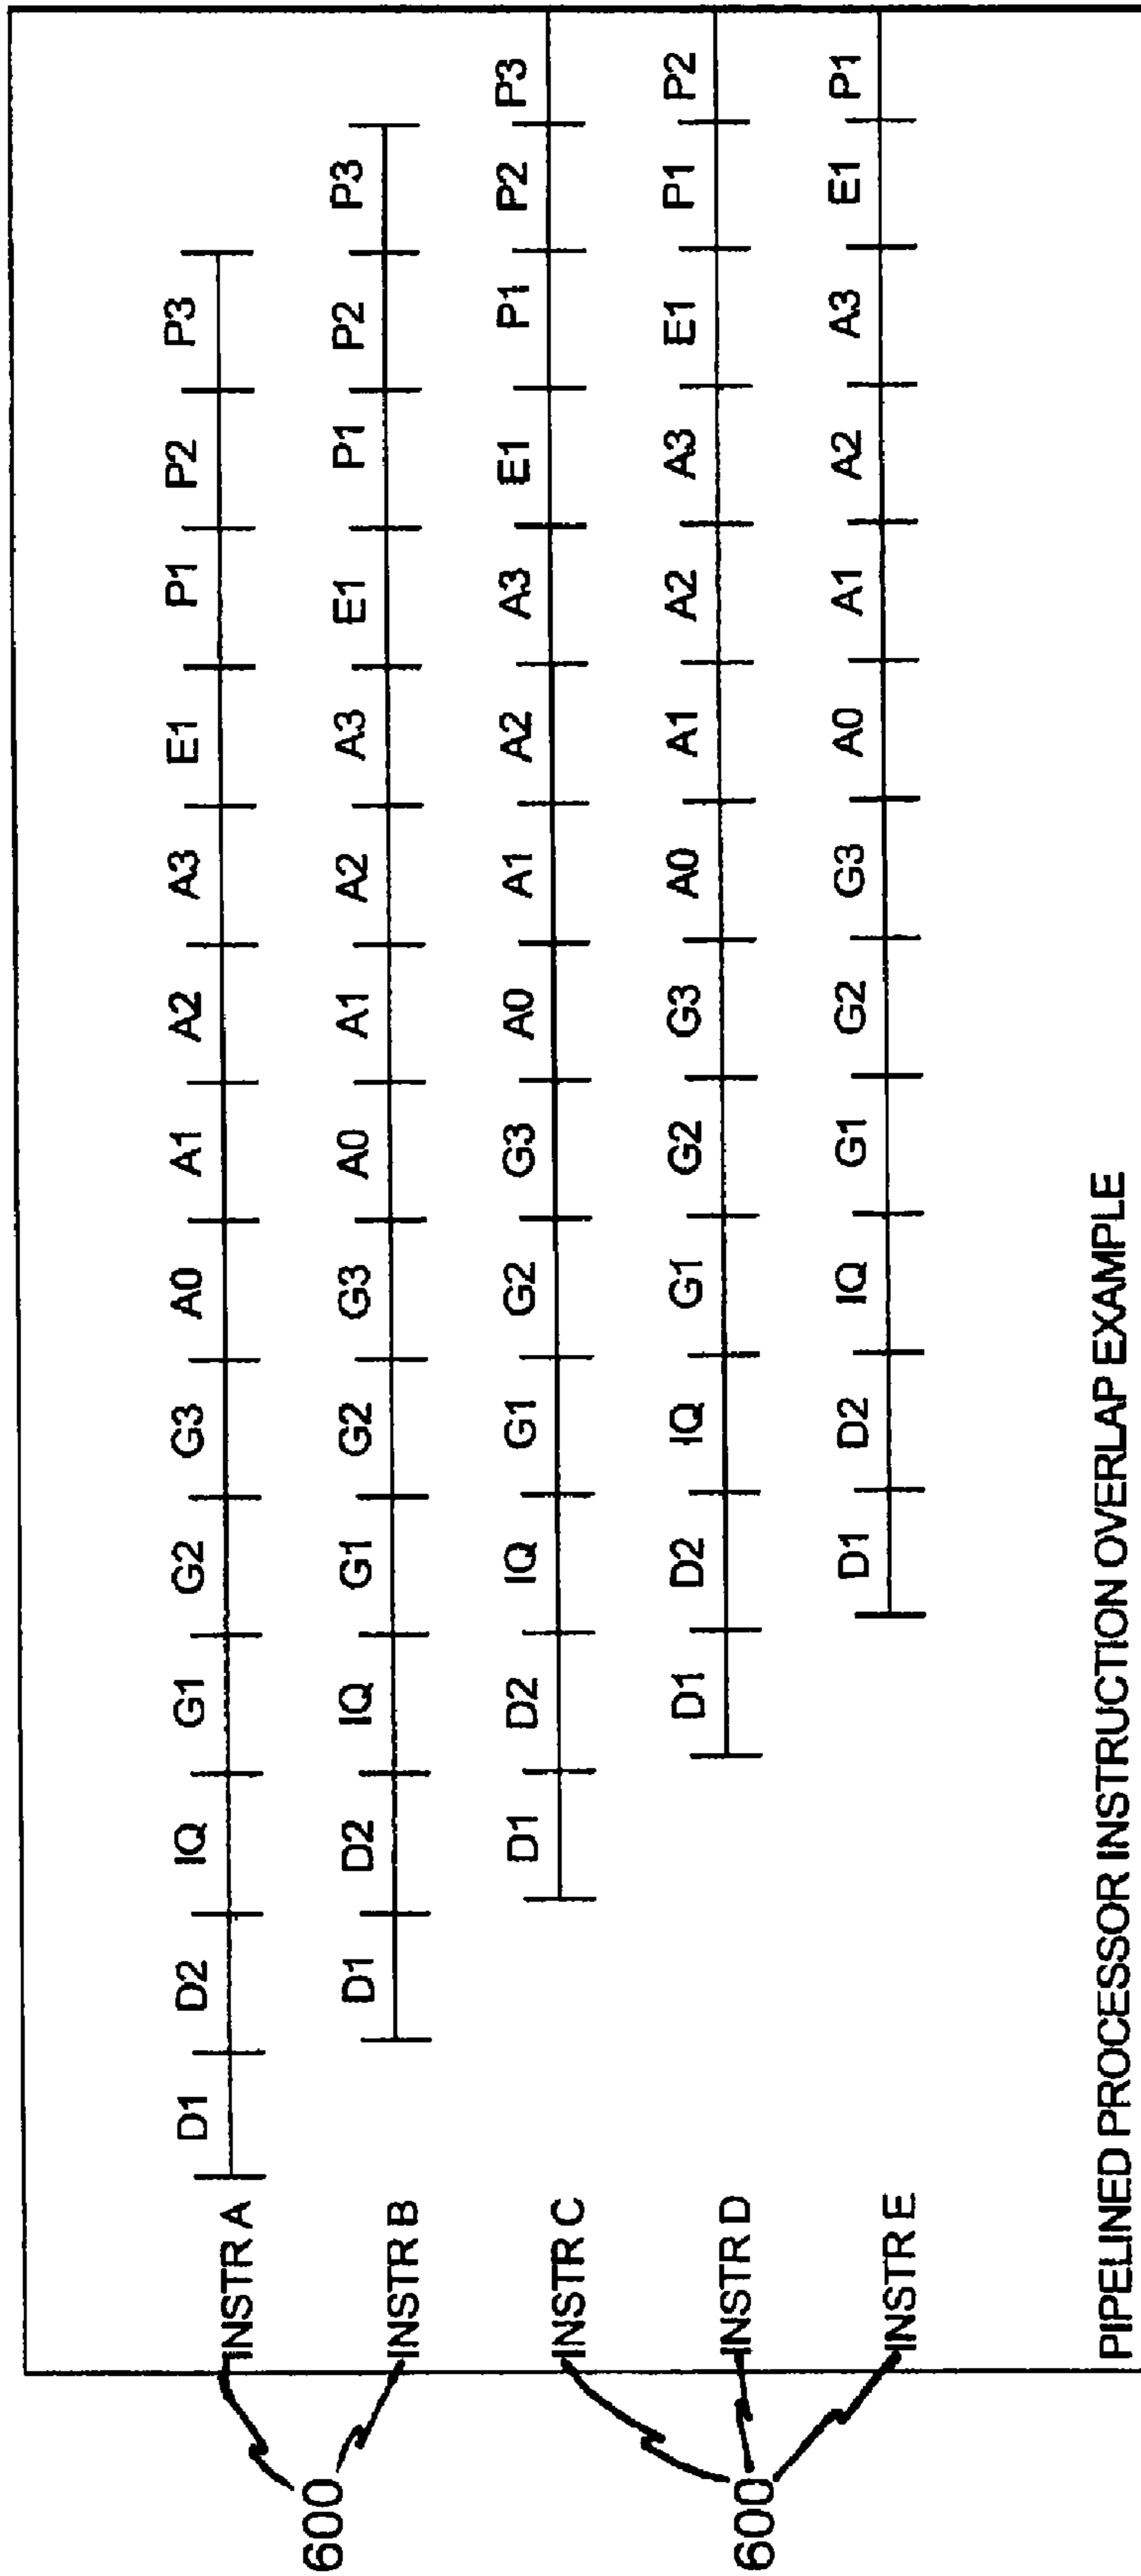 600
INSTR A D1 D2 IQ G1 G2 G3 A0 A1 A2 A3 E1 P1 P2 P3
INSTR B D1 D2 IQ G1 G2 G3 A0 A1 A2 A3 E1 P1 P2 P3
600
INSTR C D1 D2 IQ G1 G2 G3 A0 A1 A2 A3 E1 P1 P2 P3
INSTR D D1 D2 IQ G1 G2 G3 A0 A1 A2 A3 E1 P1 P2
INSTR E D1 D2 IQ G1 G2 G3 A0 A1 A2 A3 E1 P1
PIPELINED PROCESSOR INSTRUCTION OVERLAP EXAMPLE